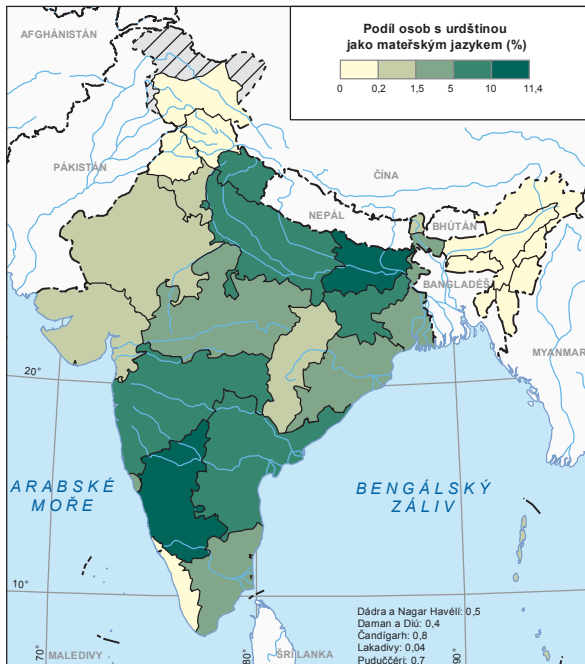 AFGHÁNISTÁN
Podíl osob s urdštinou
jako mateřským jazykem (%)
0 0,2 1,5 5 10 11,4
PÁKISTÁN
ČÍNA
NEPÁL
BHÚTÁN
BANGLADÉŠ
MYANMAR
20°
ARABSKÉ
MOŘE
BENGÁLSKÝ
ZÁLIV
10°
Dádra a Nagar Havélí: 0,5
Daman a Diú: 0,4
Čandígarh: 0,8
Lakadivy: 0,04
Puduččéri: 0,7
70°
MALEDIVY
80°
ŠRÍ LANKA
90°